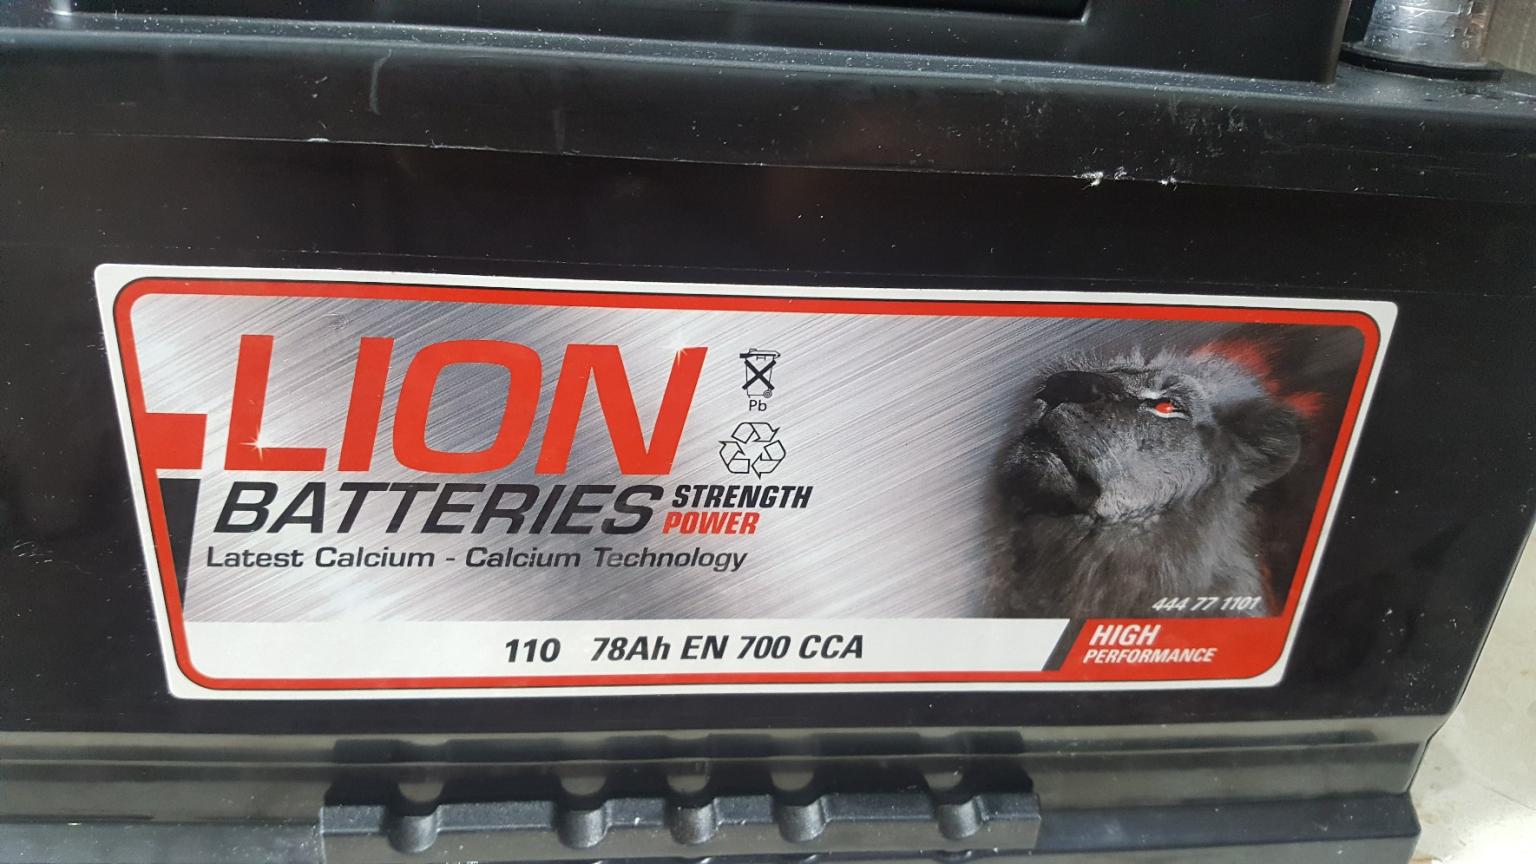 LION
Pb
BATTERIES STRENGTH
POWER
Latest Calcium - Calcium Technology
444 77 1101
110 78Ah EN 700 CCA
HIGH
PERFORMANCE